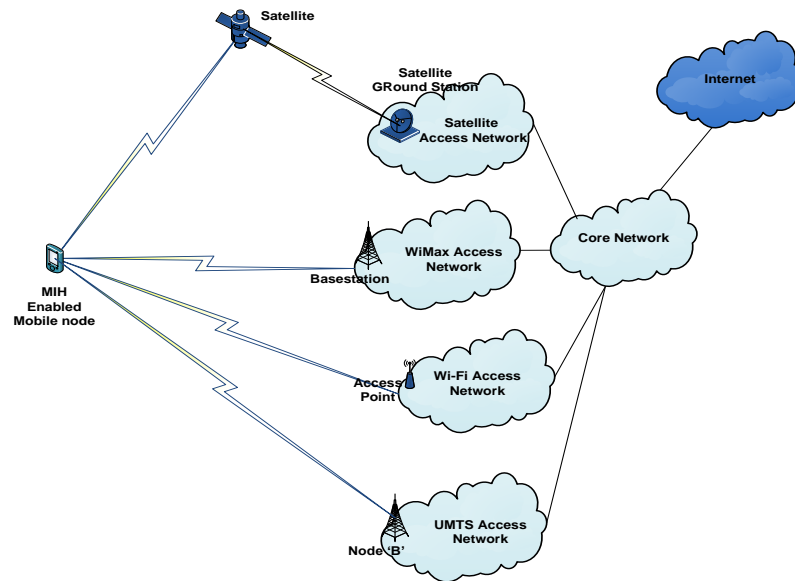 Satellite
Satellite
GRound Station
Satellite
Access Network
Internet
WiMax Access
Network
Basestation
Core Network
MIH
Enabled
Mobile node
Access
Point
Wi-Fi Access
Network
UMTS Access
Network
Node ‘B’